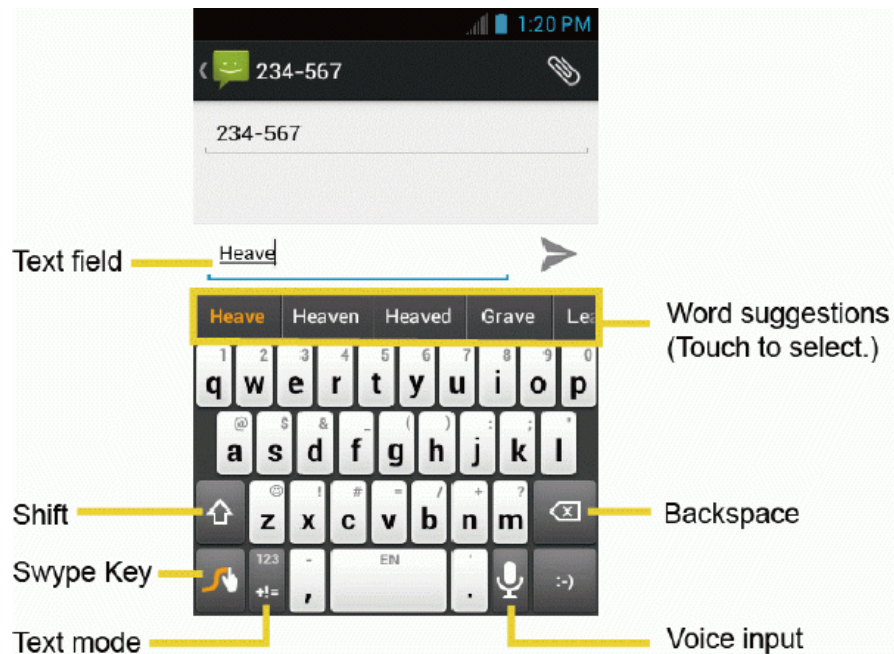 1:20 PM
234-567
234-567
Text field
Heave
Heave Heaven Heaved Grave Lea
Word suggestions
(Touch to select.)
1 2 3 4 5 6 7 8 9 0
q w e r t y u i o p
@ $ & _ ( ) : ;
a s d f g h j k l
Shift
! # = / + ?
z x c v b n m
Backspace
Swype Key
123 - EN
+!= , . :-)
Text mode
Voice input